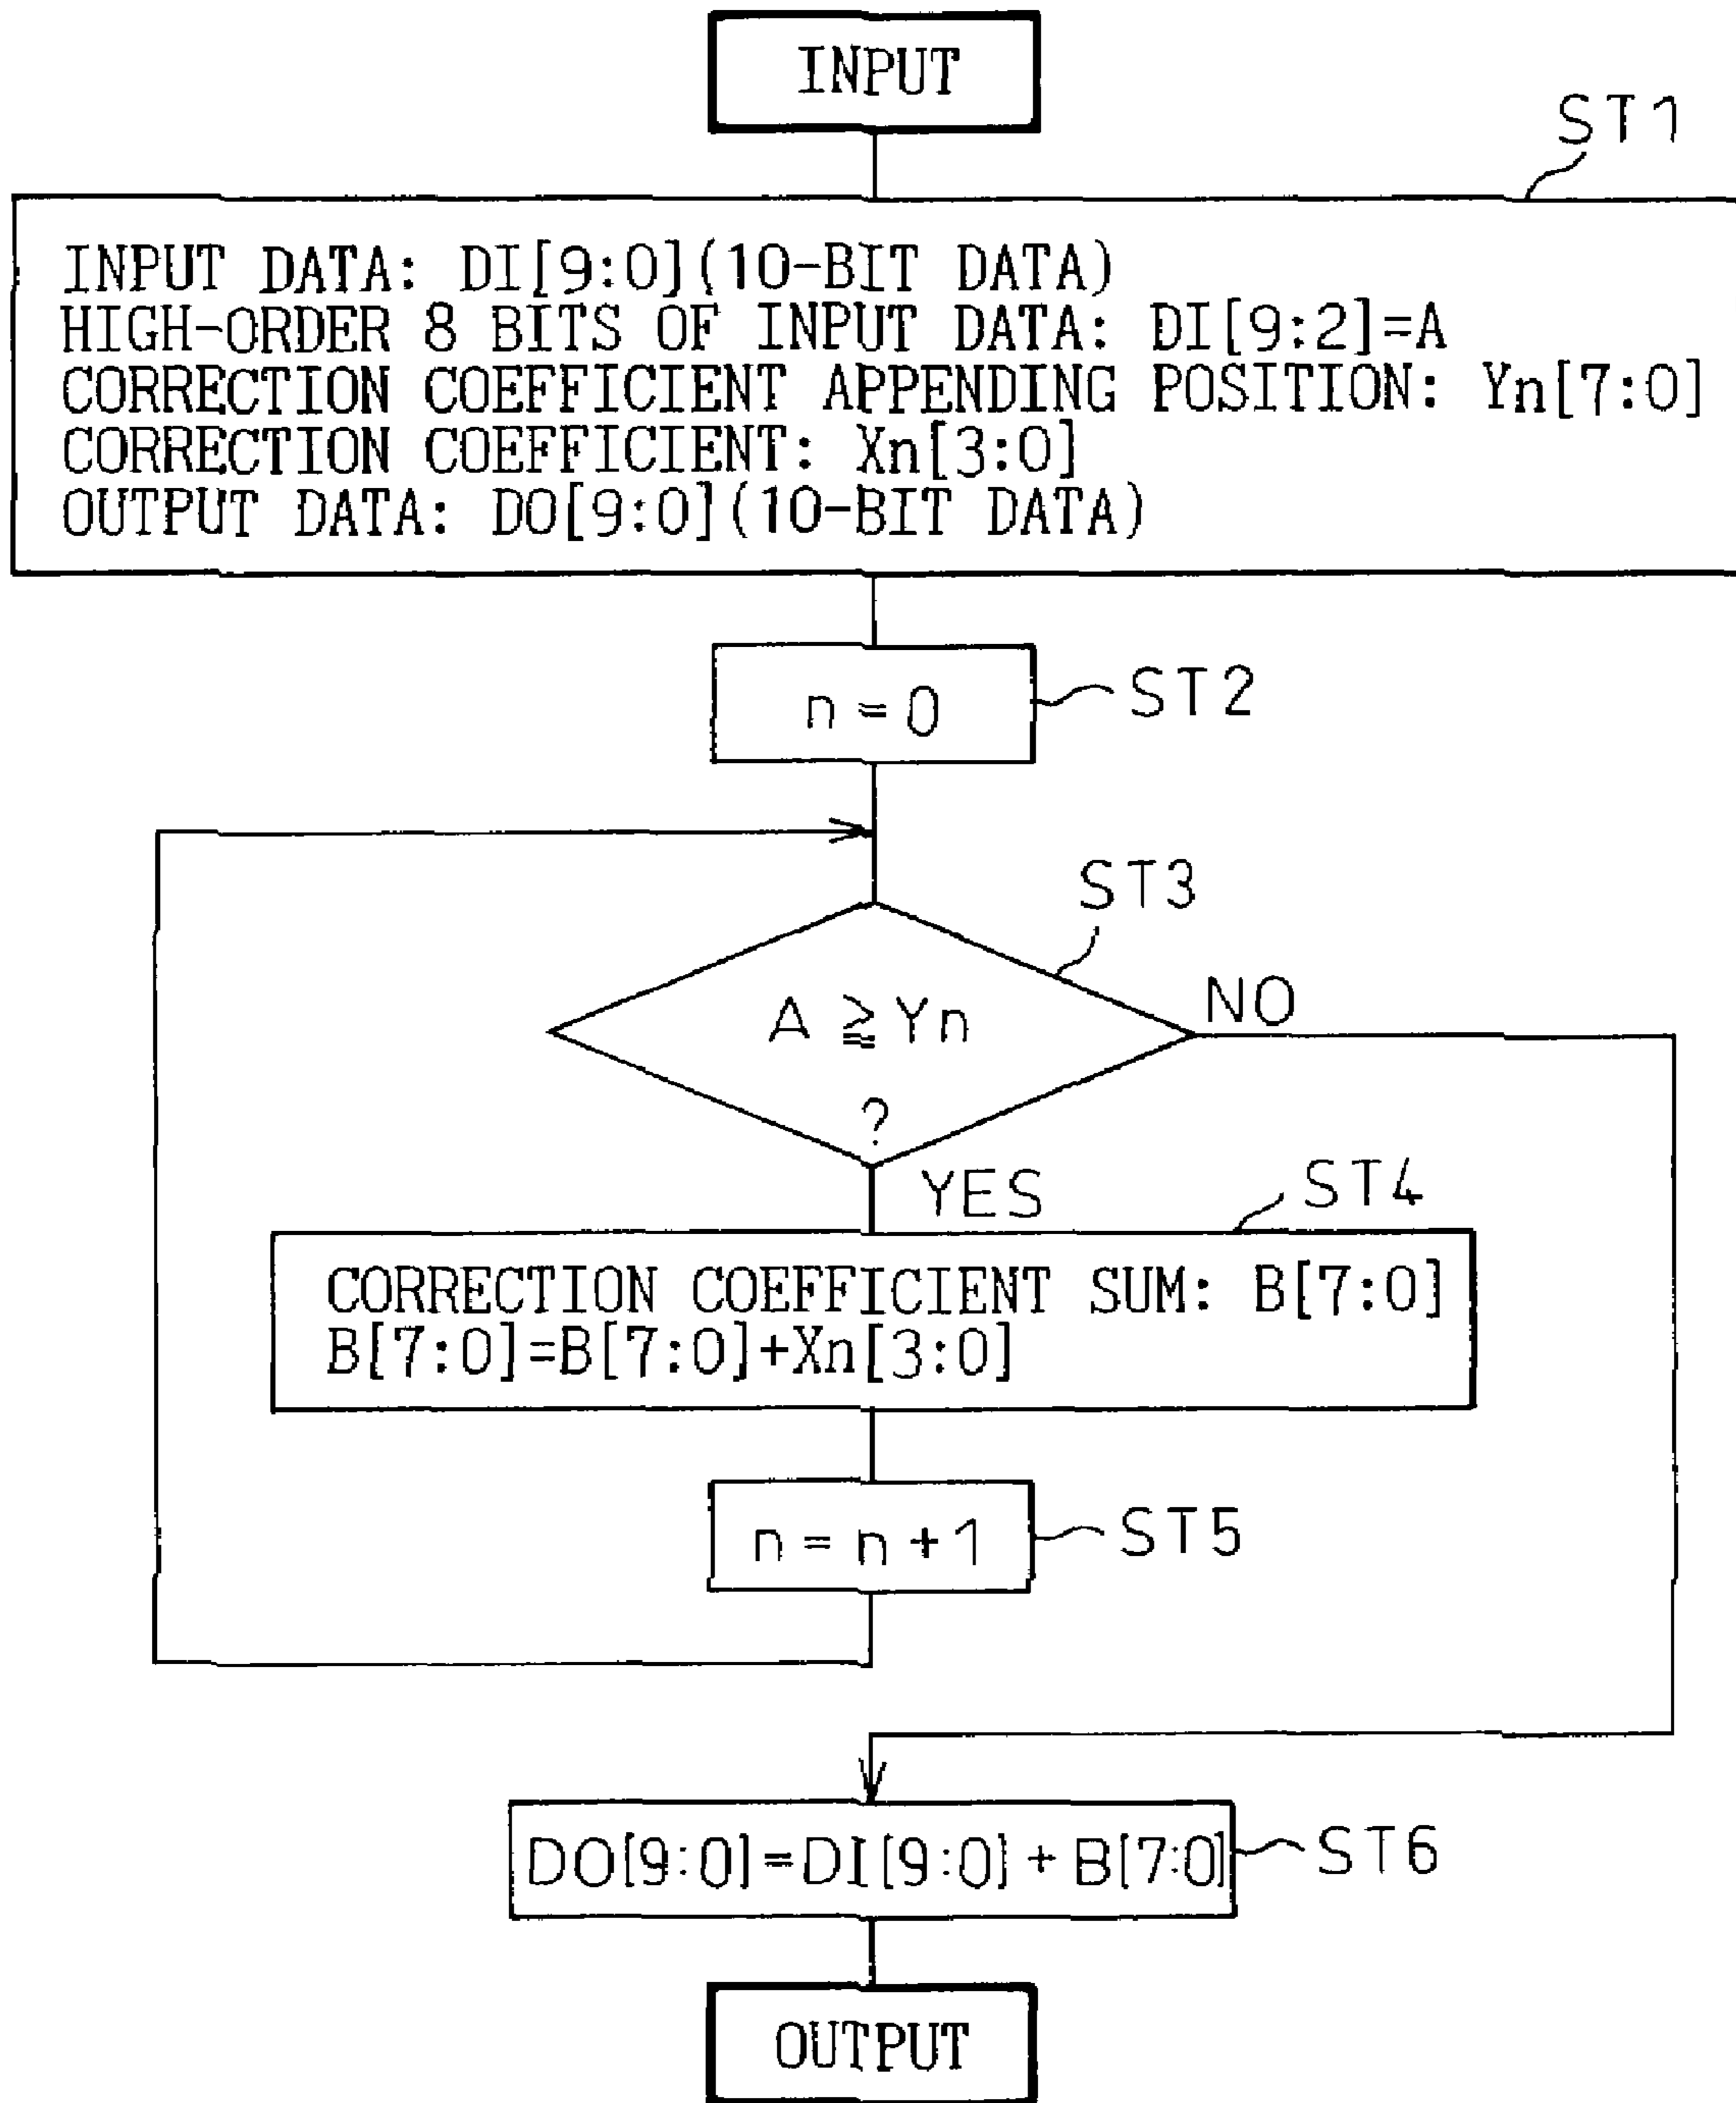 INPUT
ST1
INPUT DATA: DI[9:0](10-BIT DATA)
HIGH-ORDER 8 BITS OF INPUT DATA: DI[9:2]=A
CORRECTION COEFFICIENT APPENDING POSITION: Yn[7:0]
CORRECTION COEFFICIENT: Xn[3:0]
OUTPUT DATA: DO[9:0](10-BIT DATA)
n=0
ST2
ST3
A ≧ Yn
NO
?
YES
ST4
CORRECTION COEFFICIENT SUM: B[7:0]
B[7:0]=B[7:0]+Xn[3:0]
n=n+1
ST5
DO[9:0]=DI[9:0]+B[7:0]
ST6
OUTPUT